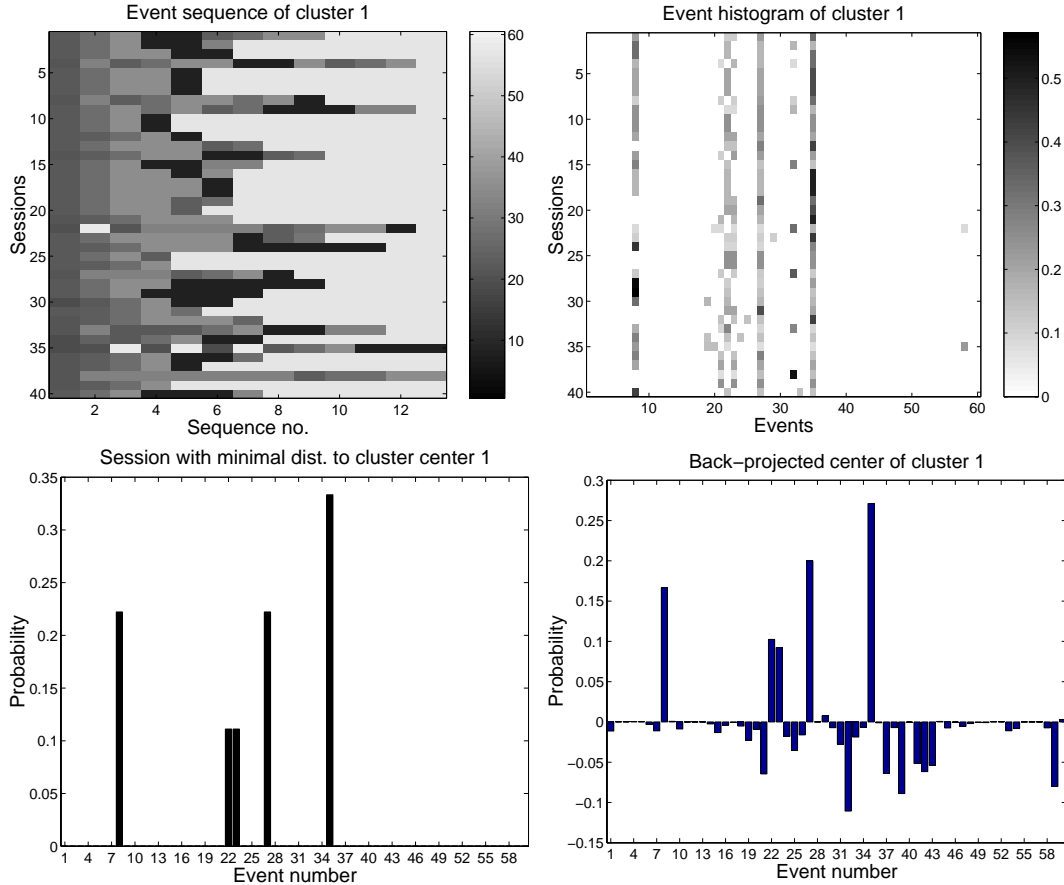 Event sequence of cluster 1
Sessions
5
10
15
20
25
30
35
40
2 4 6 8 10 12
Sequence no.
60
50
40
30
20
10
Event histogram of cluster 1
Sessions
5
10
15
20
25
30
35
40
10 20 30 40 50 60
Events
0.5
0.4
0.3
0.2
0.1
0
Session with minimal dist. to cluster center 1
Probability
0.35
0.3
0.25
0.2
0.15
0.1
0.05
0
1 4 7 10 13 16 19 22 25 28 31 34 37 40 43 46 49 52 55 58
Event number
Back−projected center of cluster 1
Probability
0.3
0.25
0.2
0.15
0.1
0.05
0
−0.05
−0.1
−0.15
1 4 7 10 13 16 19 22 25 28 31 34 37 40 43 46 49 52 55 58
Event number